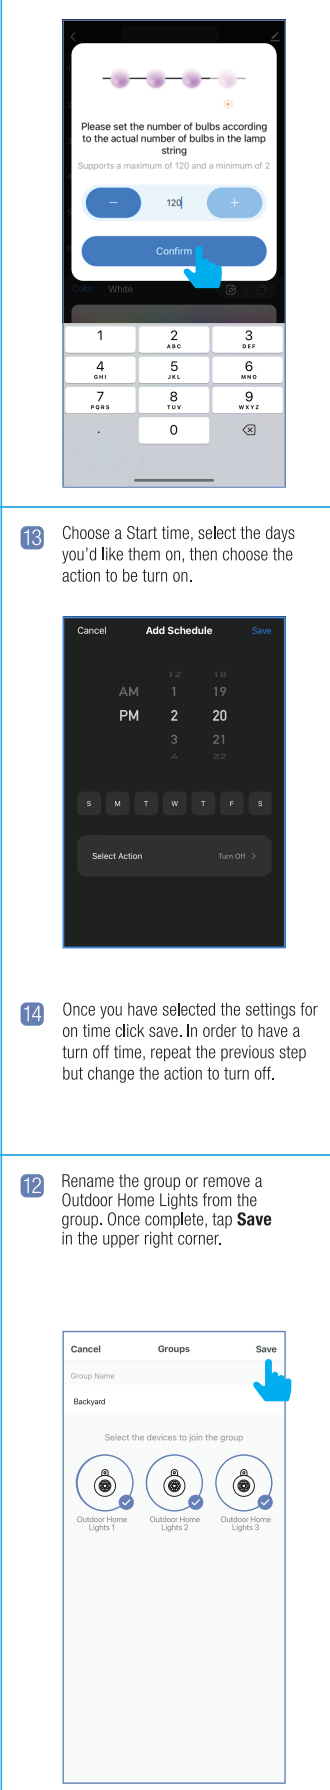 Please set the number of bulbs according
to the actual number of bulbs in the lamp
string
Supports a maximum of 120 and a minimum of 2
− 120 +
Confirm
Color White
1 2 3
ABC DEF
4 5 6
GHI JKL MNO
7 8 9
PQRS TUV WXYZ
. 0
13 Choose a Start time, select the days
you'd like them on, then choose the
action to be turn on.
Cancel Add Schedule Save
12 18
AM 1 19
PM 2 20
3 21
4 22
S M T W T F S
Select Action Turn Off >
14 Once you have selected the settings for
on time click save. In order to have a
turn off time, repeat the previous step
but change the action to turn off.
12 Rename the group or remove a
Outdoor Home Lights from the
group. Once complete, tap Save
in the upper right corner.
Cancel Groups Save
Group Name
Backyard
Select the devices to join the group
Outdoor Home Outdoor Home Outdoor Home
Lights 1 Lights 2 Lights 3